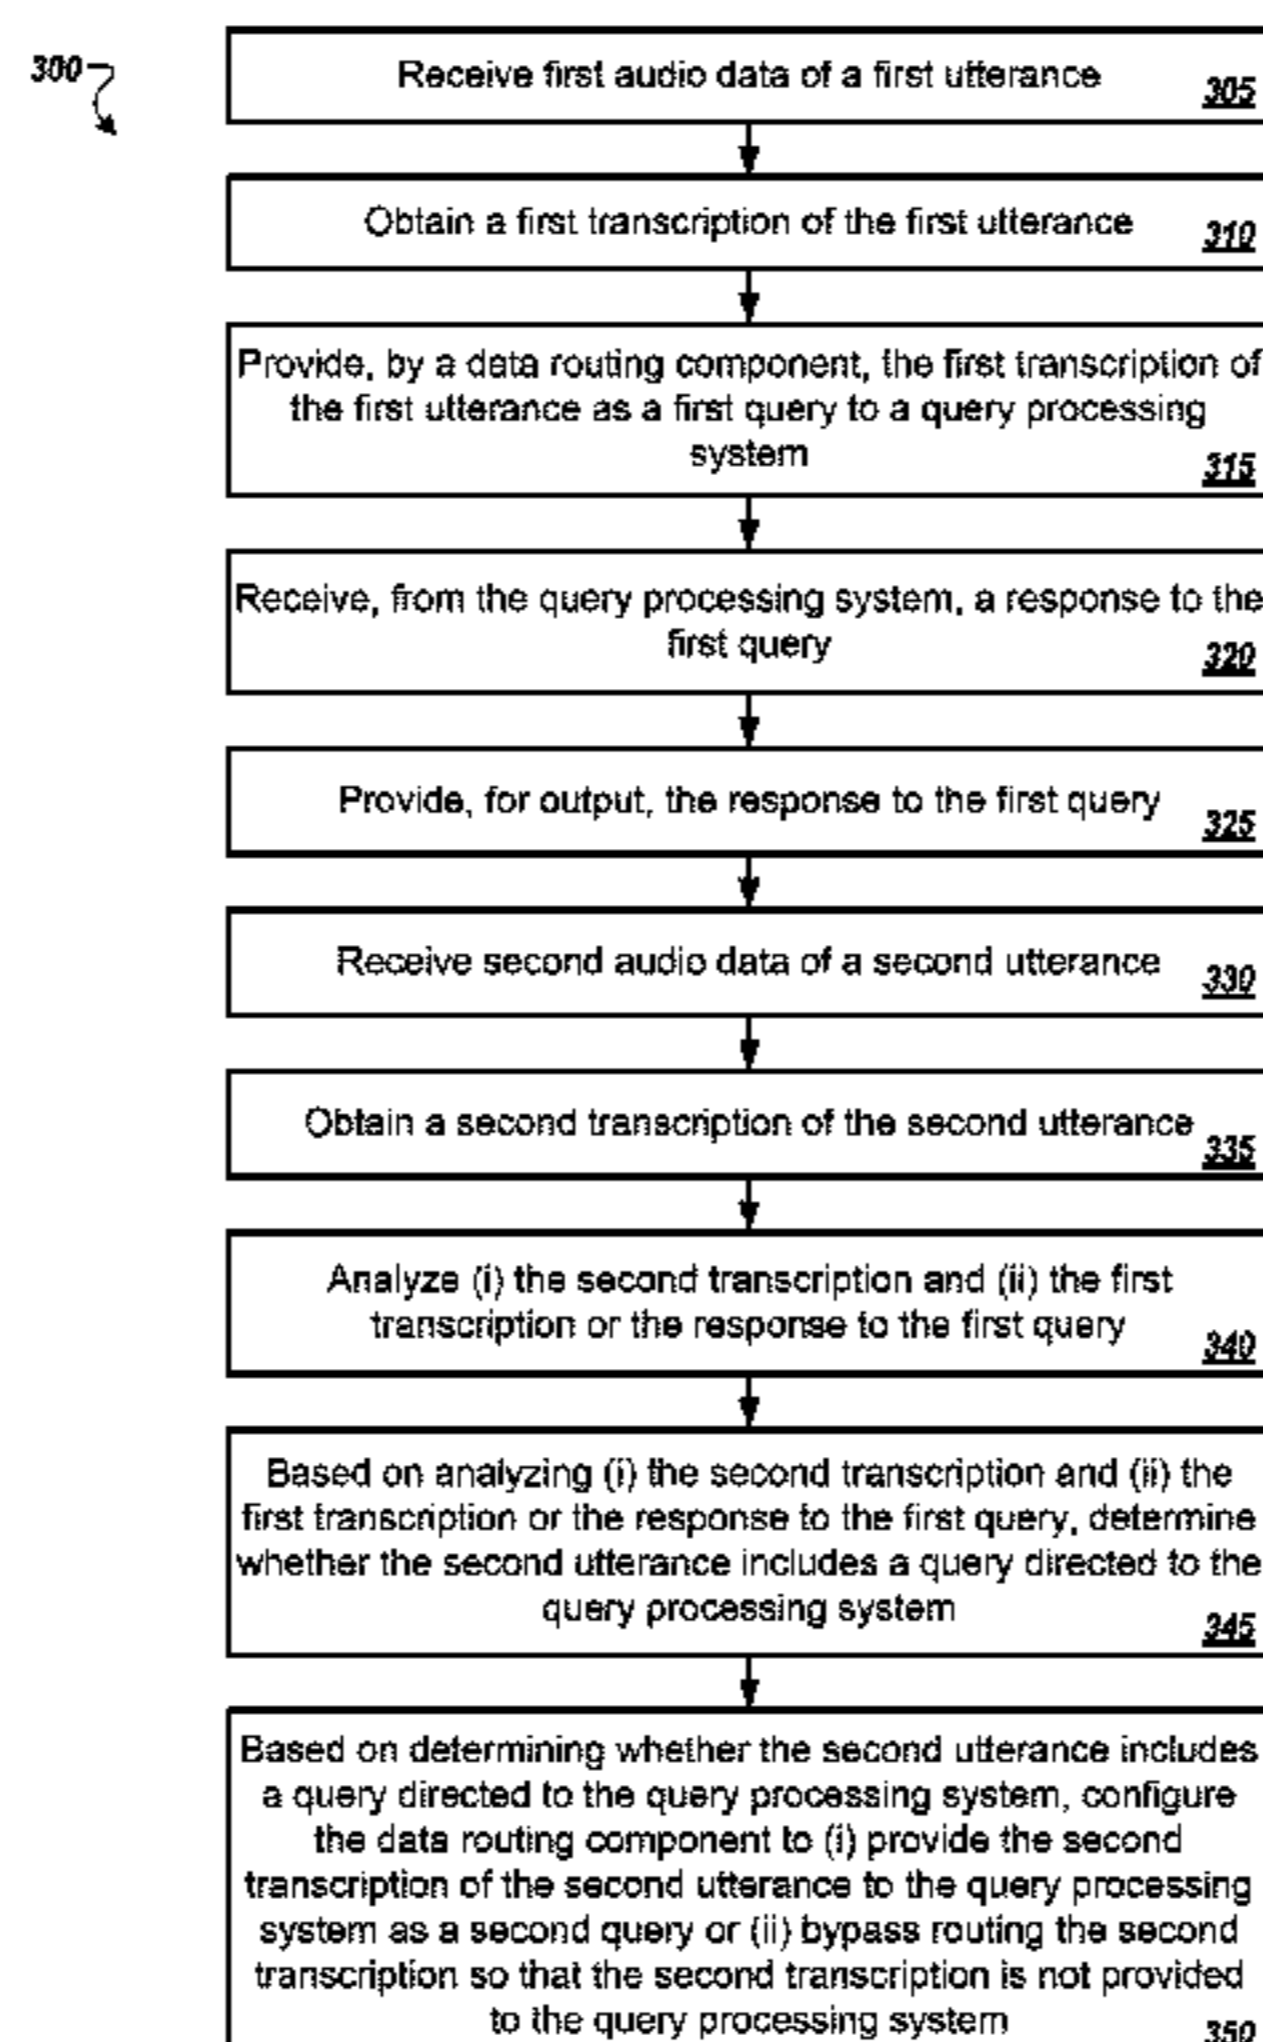 300
Receive first audio data of a first utterance
305
Obtain a first transcription of the first utterance
310
Provide, by a data routing component, the first transcription of
the first utterance as a first query to a query processing
system
315
Receive, from the query processing system, a response to the
first query
320
Provide, for output, the response to the first query
325
Receive second audio data of a second utterance
330
Obtain a second transcription of the second utterance
335
Analyze (i) the second transcription and (ii) the first
transcription or the response to the first query
340
Based on analyzing (i) the second transcription and (ii) the
first transcription or the response to the first query, determine
whether the second utterance includes a query directed to the
query processing system
345
Based on determining whether the second utterance includes
a query directed to the query processing system, configure
the data routing component to (i) provide the second
transcription of the second utterance to the query processing
system as a second query or (ii) bypass routing the second
transcription so that the second transcription is not provided
to the query processing system
350